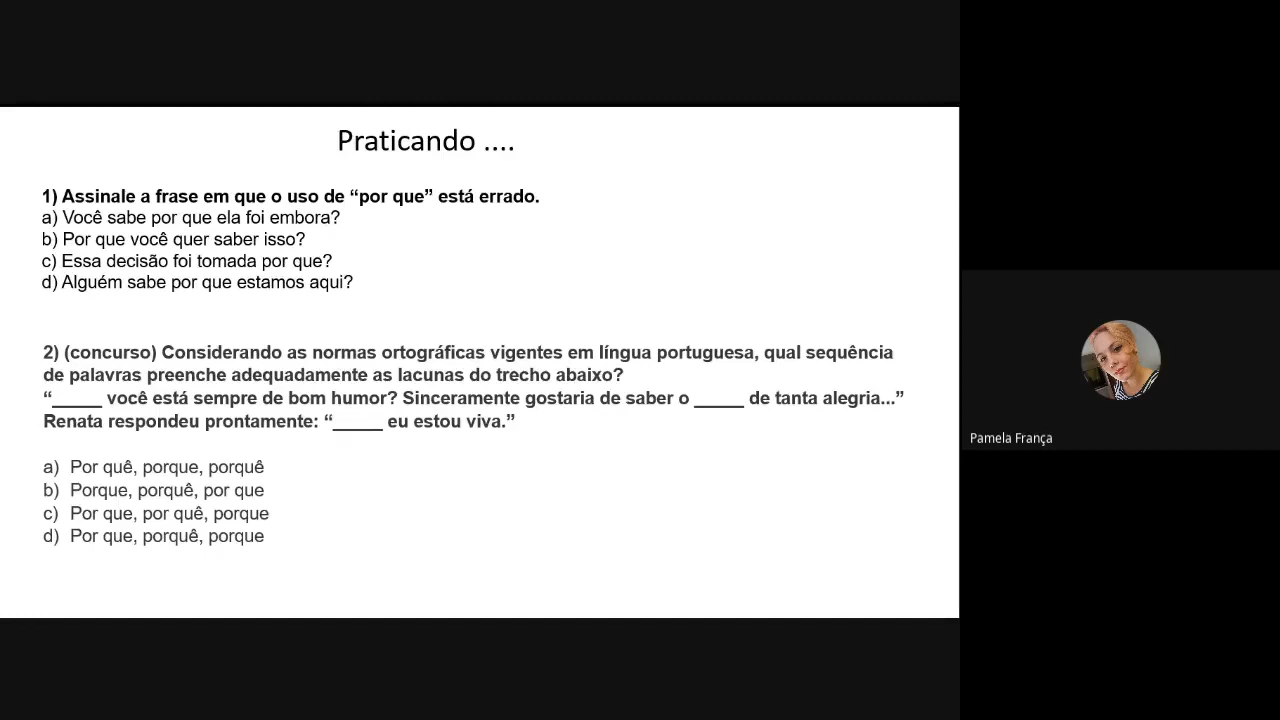 Praticando ....
1) Assinale a frase em que o uso de “por que” está errado.
a) Você sabe por que ela foi embora?
b) Por que você quer saber isso?
c) Essa decisão foi tomada por que?
d) Alguém sabe por que estamos aqui?
2) (concurso) Considerando as normas ortográficas vigentes em língua portuguesa, qual sequência
de palavras preenche adequadamente as lacunas do trecho abaixo?
“_____ você está sempre de bom humor? Sinceramente gostaria de saber o _____ de tanta alegria...”
Renata respondeu prontamente: “_____ eu estou viva.”
a) Por quê, porque, porquê
b) Porque, porquê, por que
c) Por que, por quê, porque
d) Por que, porquê, porque
Pamela França